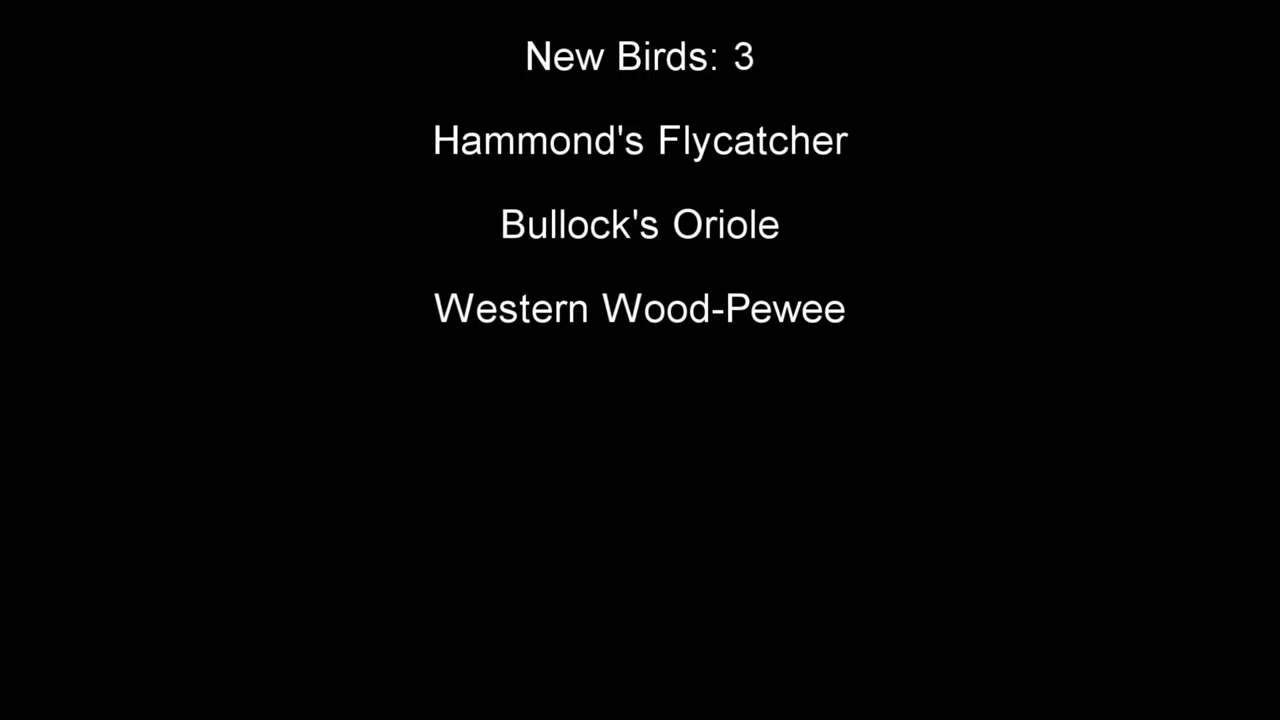 New Birds: 3
Hammond's Flycatcher
Bullock's Oriole
Western Wood-Pewee